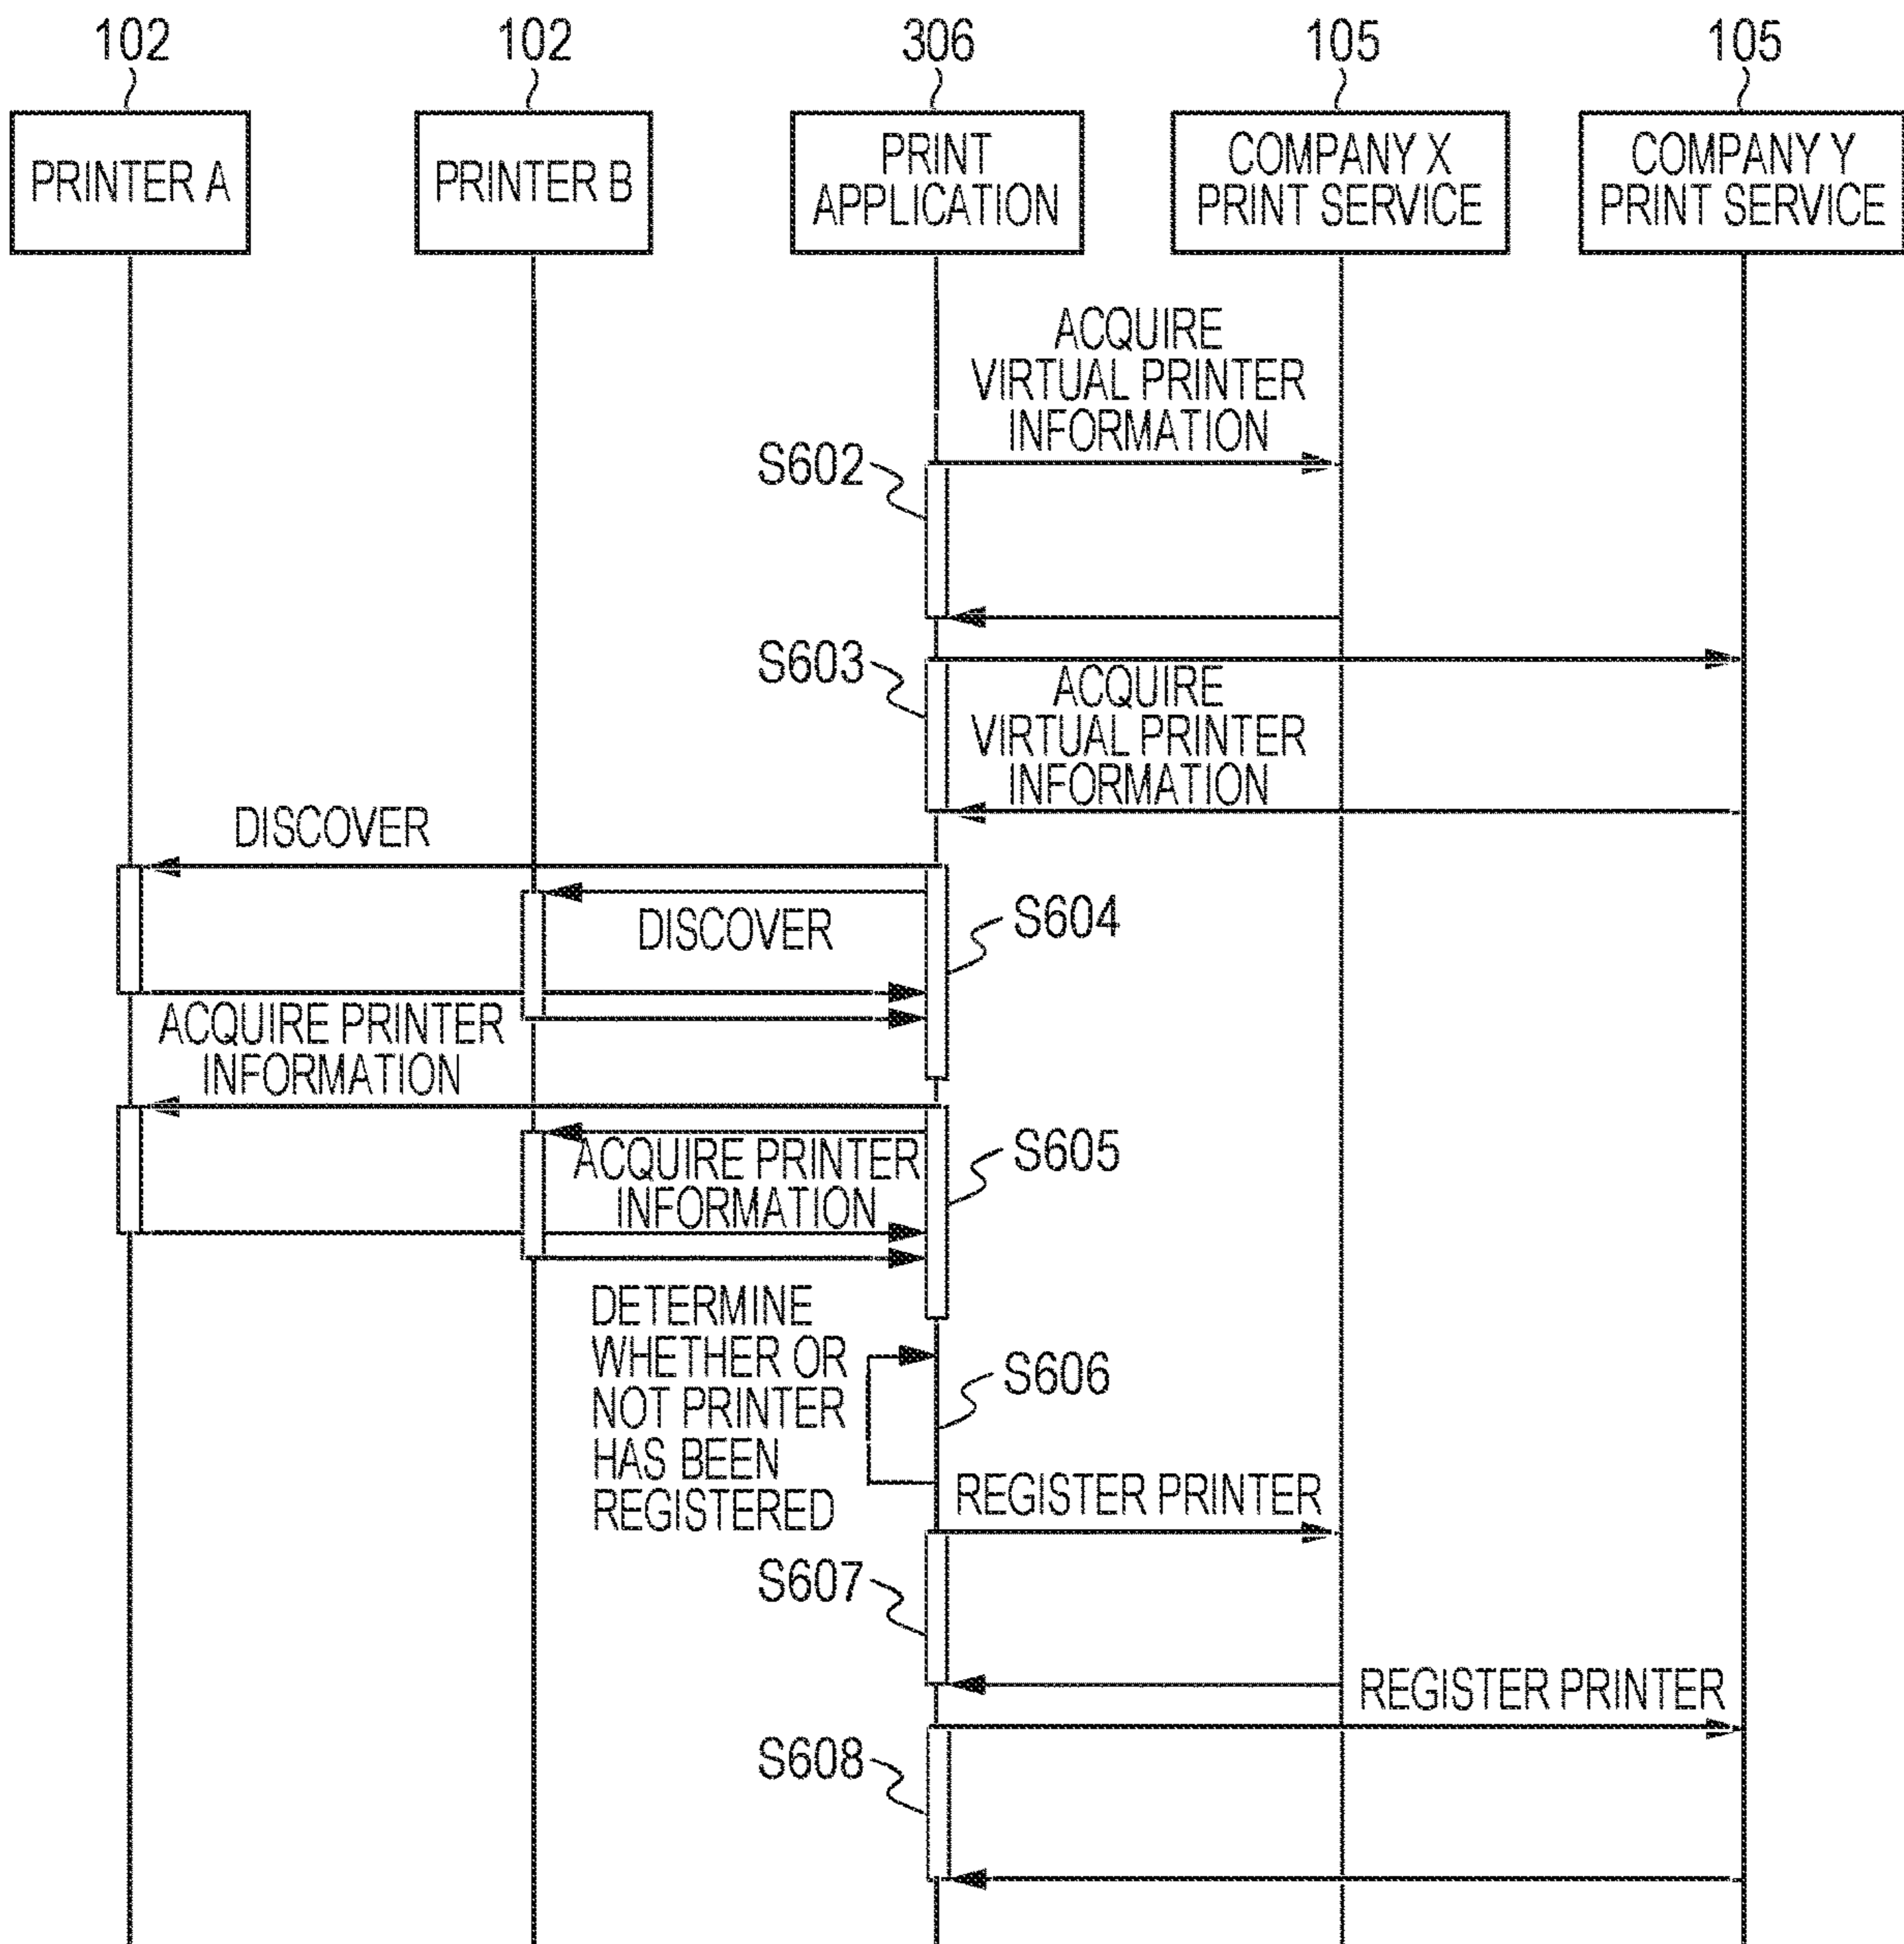 102
102
306
105
105
PRINTER A
PRINTER B
PRINT
APPLICATION
COMPANY X
PRINT SERVICE
COMPANY Y
PRINT SERVICE
ACQUIRE
VIRTUAL PRINTER
INFORMATION
S602
S603
ACQUIRE
VIRTUAL PRINTER
INFORMATION
DISCOVER
DISCOVER
S604
ACQUIRE PRINTER
INFORMATION
ACQUIRE PRINTER
INFORMATION
S605
DETERMINE
WHETHER OR
NOT PRINTER
HAS BEEN
REGISTERED
S606
REGISTER PRINTER
S607
REGISTER PRINTER
S608